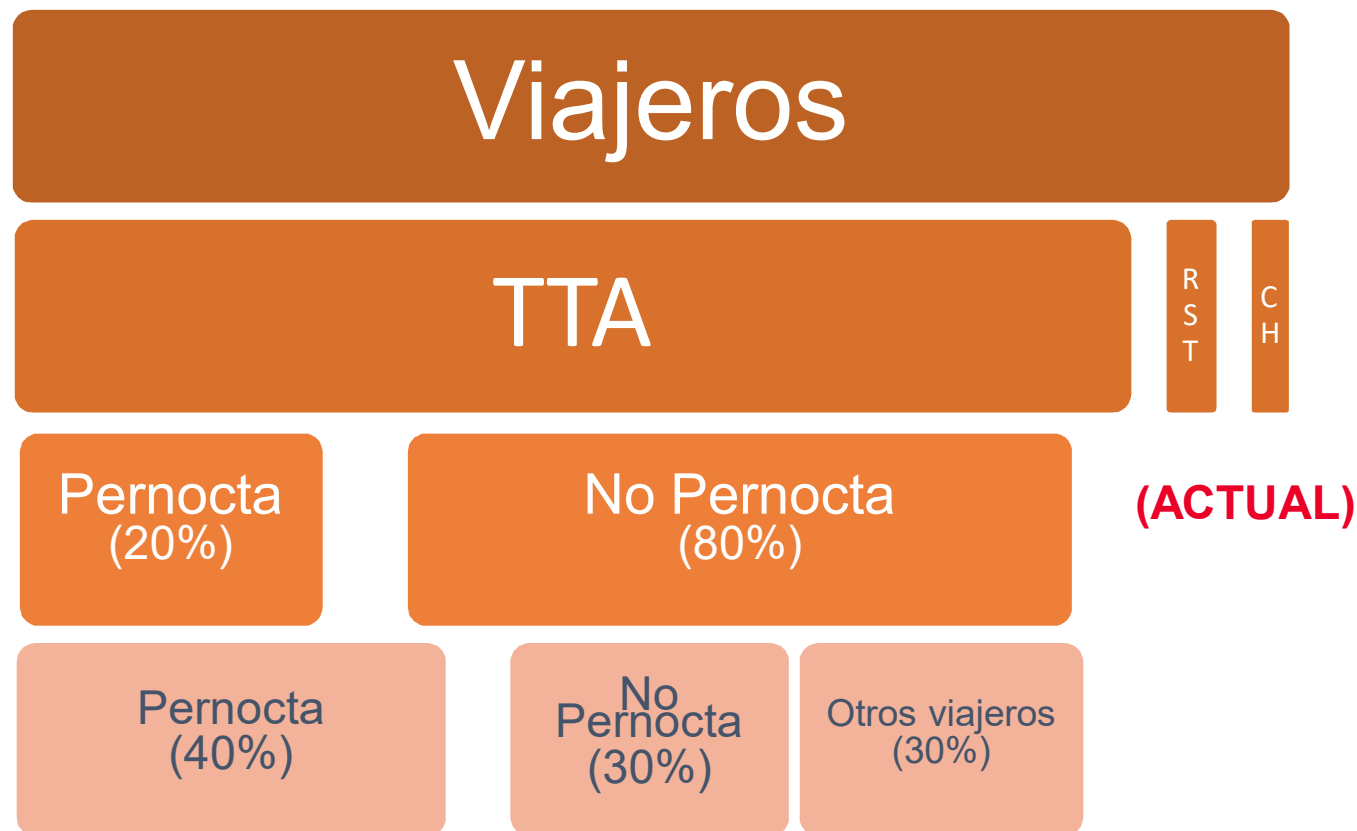 Viajeros
TTA
R
S
T
C
H
Pernocta
(20%)
No Pernocta
(80%)
(ACTUAL)
Pernocta
(40%)
No
Pernocta
(30%)
Otros viajeros
(30%)